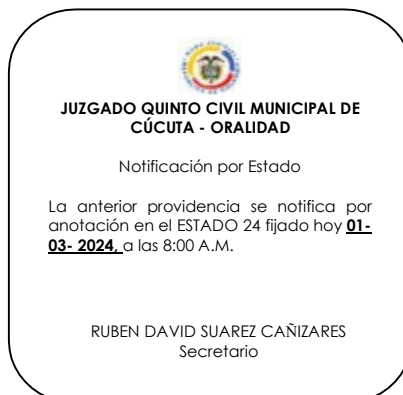 JUZGADO QUINTO CIVIL MUNICIPAL DE
CÚCUTA - ORALIDAD
Notificación por Estado
La anterior providencia se notifica por
anotación en el ESTADO 24 fijado hoy 01-
03- 2024, a las 8:00 A.M.
RUBEN DAVID SUAREZ CAÑIZARES
Secretario